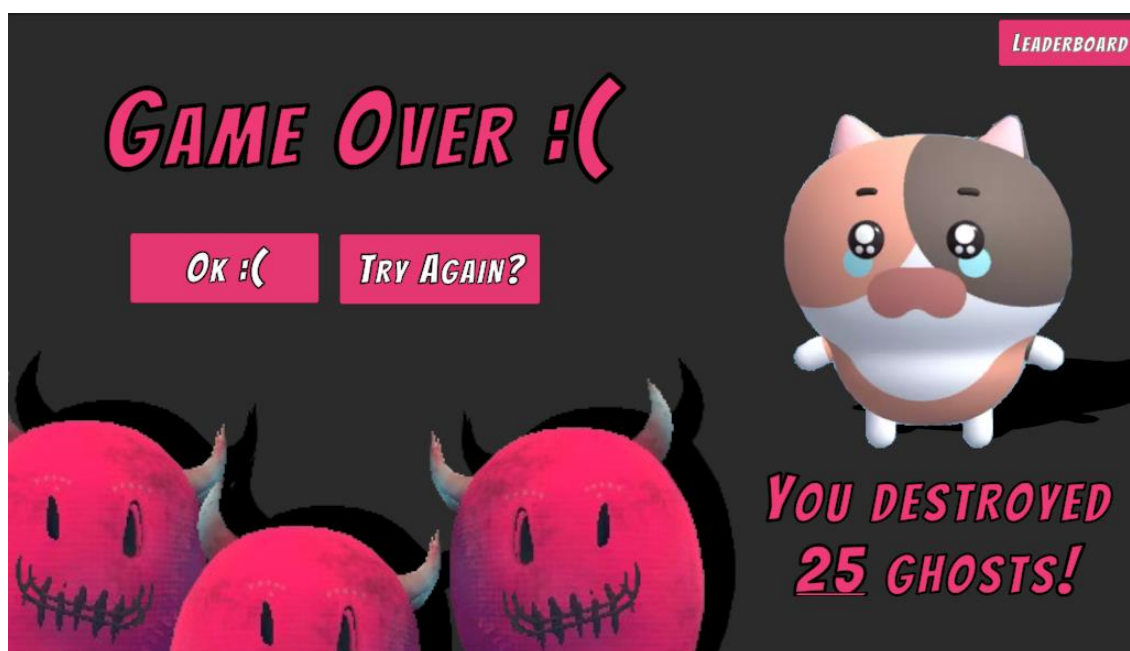 Leaderboard
Game Over :(
Ok :(
Try Again?
You destroyed
25 ghosts!